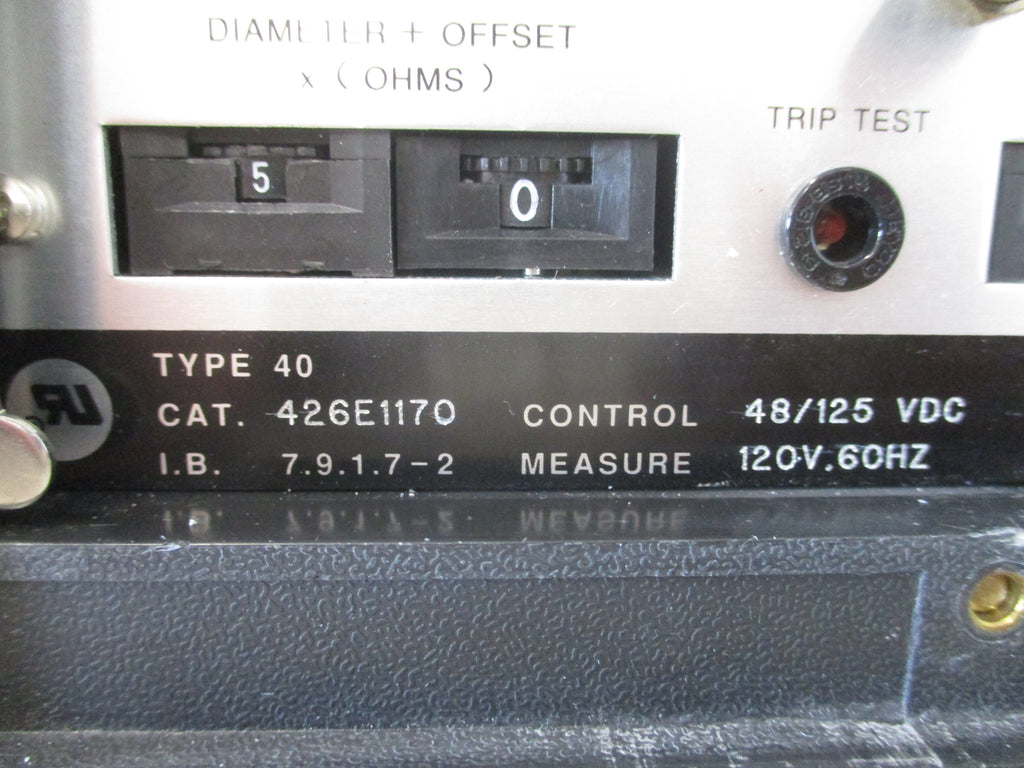 DIAMETER + OFFSET
x ( OHMS )
TRIP TEST
5 0
TYPE 40
CAT. 426E1170 CONTROL 48/125 VDC
I.B. 7.9.1.7-2 MEASURE 120V.60HZ